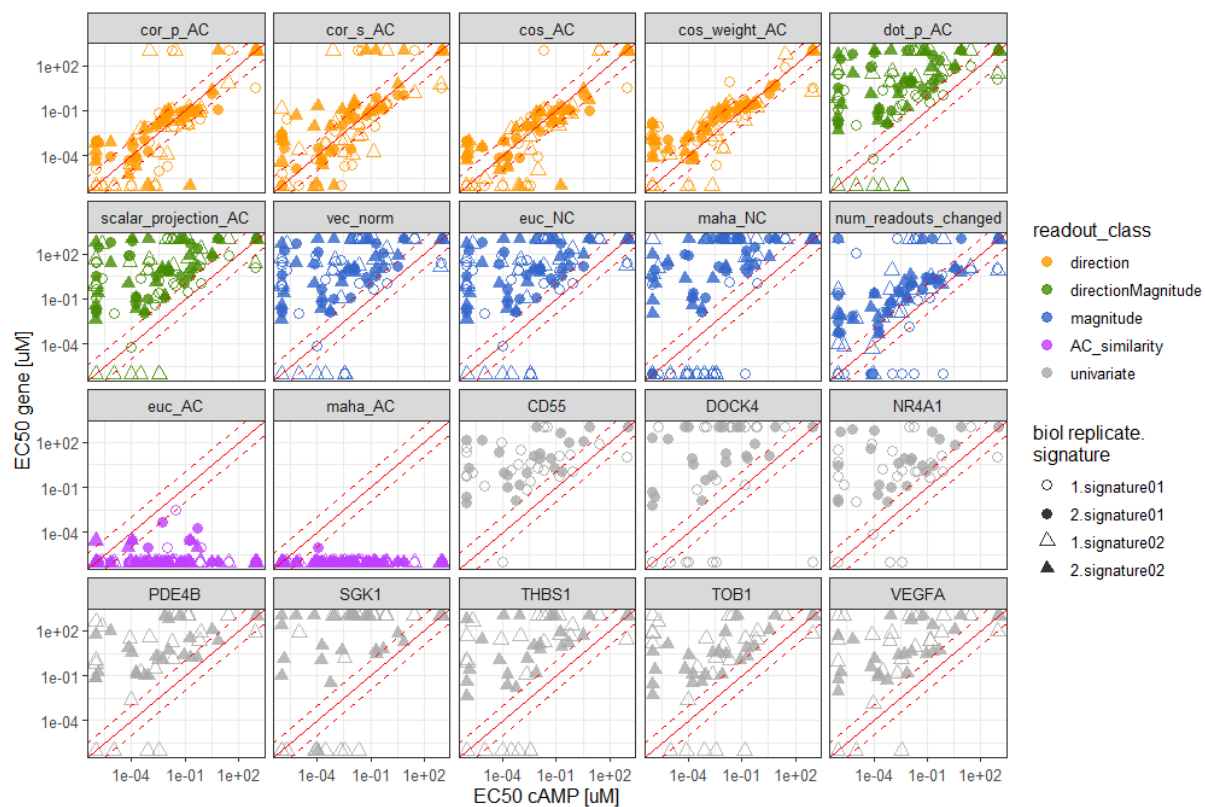 cor_p_AC cor_s_AC cos_AC cos_weight_AC dot_p_AC
1e+02
1e-01
1e-04
scalar_projection_AC vec_norm euc_NC maha_NC num_readouts_changed
1e+02
1e-01
1e-04
euc_AC maha_AC CD55 DOCK4 NR4A1
1e+02
1e-01
1e-04
PDE4B SGK1 THBS1 TOB1 VEGFA
1e+02
1e-01
1e-04
1e-04 1e-01 1e+02 1e-04 1e-01 1e+02 1e-04 1e-01 1e+02 1e-04 1e-01 1e+02 1e-04 1e-01 1e+02
EC50 cAMP [uM]
EC50 gene [uM]
readout_class
direction
directionMagnitude
magnitude
AC_similarity
univariate
biol replicate.
signature
1.signature01
2.signature01
1.signature02
2.signature02